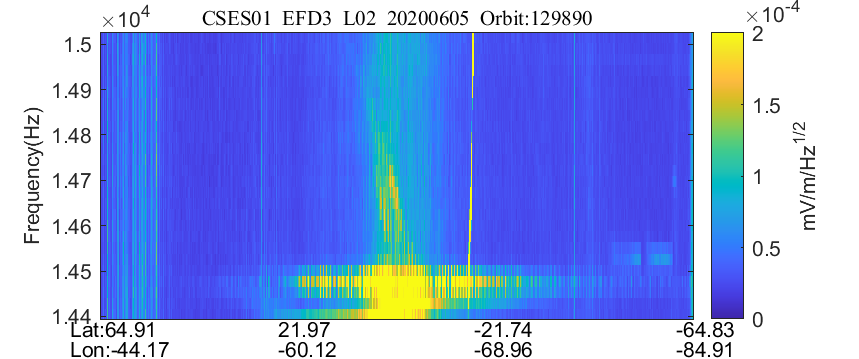 CSES01 EFD3 L02 20200605 Orbit:129890
×10⁴
×10⁻⁴
1.5
1.49
1.48
1.47
1.46
1.45
1.44
Frequency(Hz)
2
1.5
1
0.5
0
mV/m/Hz^1/2
Lat:64.91 21.97 -21.74 -64.83
Lon:-44.17 -60.12 -68.96 -84.91